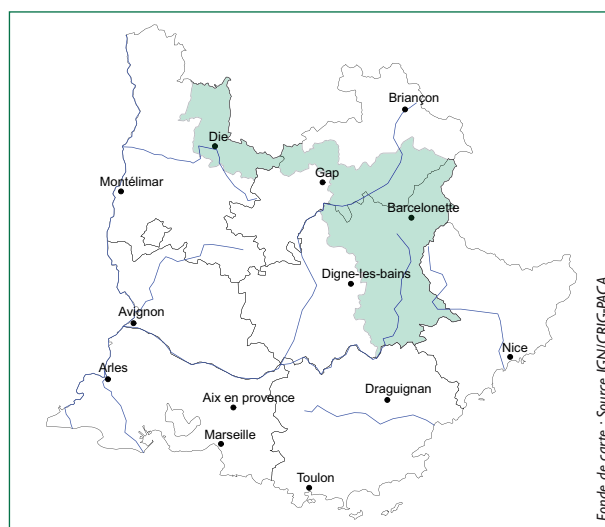 Briançon
Die
Gap
Montélimar
Barcelonette
Digne-les-bains
Avignon
Nice
Arles
Aix en provence
Draguignan
Marseille
Toulon
Fonde de carte : Source IGN/CRIG-PACA